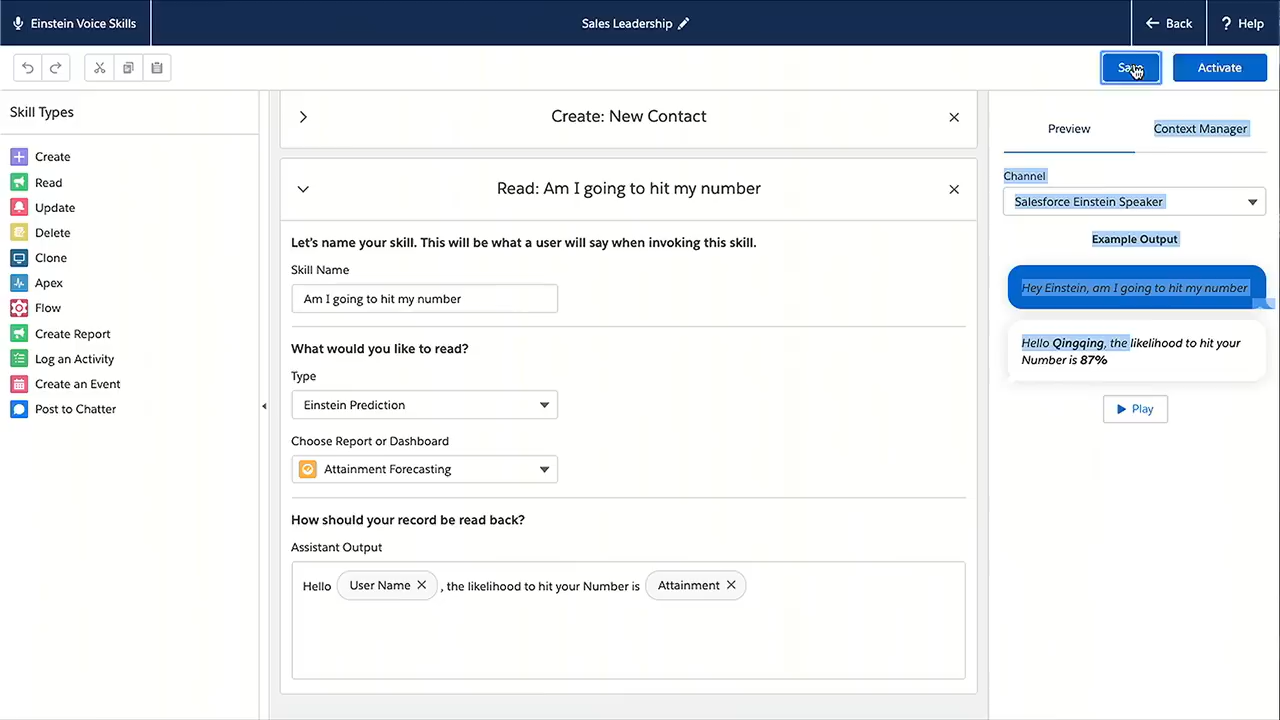 Einstein Voice Skills
Sales Leadership
Back
? Help
Activate
Skill Types
Create
Read
Update
Delete
Clone
Apex
Flow
Create Report
Log an Activity
Create an Event
Post to Chatter
Create: New Contact
Read: Am I going to hit my number
Let's name your skill. This will be what a user will say when invoking this skill.
Skill Name
Am I going to hit my number
What would you like to read?
Type
Einstein Prediction
Choose Report or Dashboard
Attainment Forecasting
How should your record be read back?
Assistant Output
Hello User Name , the likelihood to hit your Number is Attainment
Preview
Context Manager
Channel
Salesforce Einstein Speaker
Example Output
Hey Einstein, am I going to hit my number
Hello Qingqing, the likelihood to hit your
Number is 87%
Play